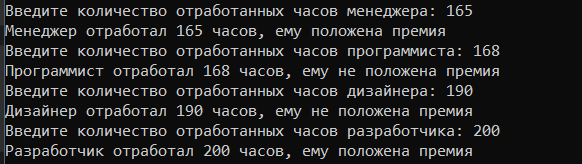 Введите количество отработанных часов менеджера: 165
Менеджер отработал 165 часов, ему положена премия
Введите количество отработанных часов программиста: 168
Программист отработал 168 часов, ему не положена премия
Введите количество отработанных часов дизайнера: 190
Дизайнер отработал 190 часов, ему не положена премия
Введите количество отработанных часов разработчика: 200
Разработчик отработал 200 часов, ему положена премия